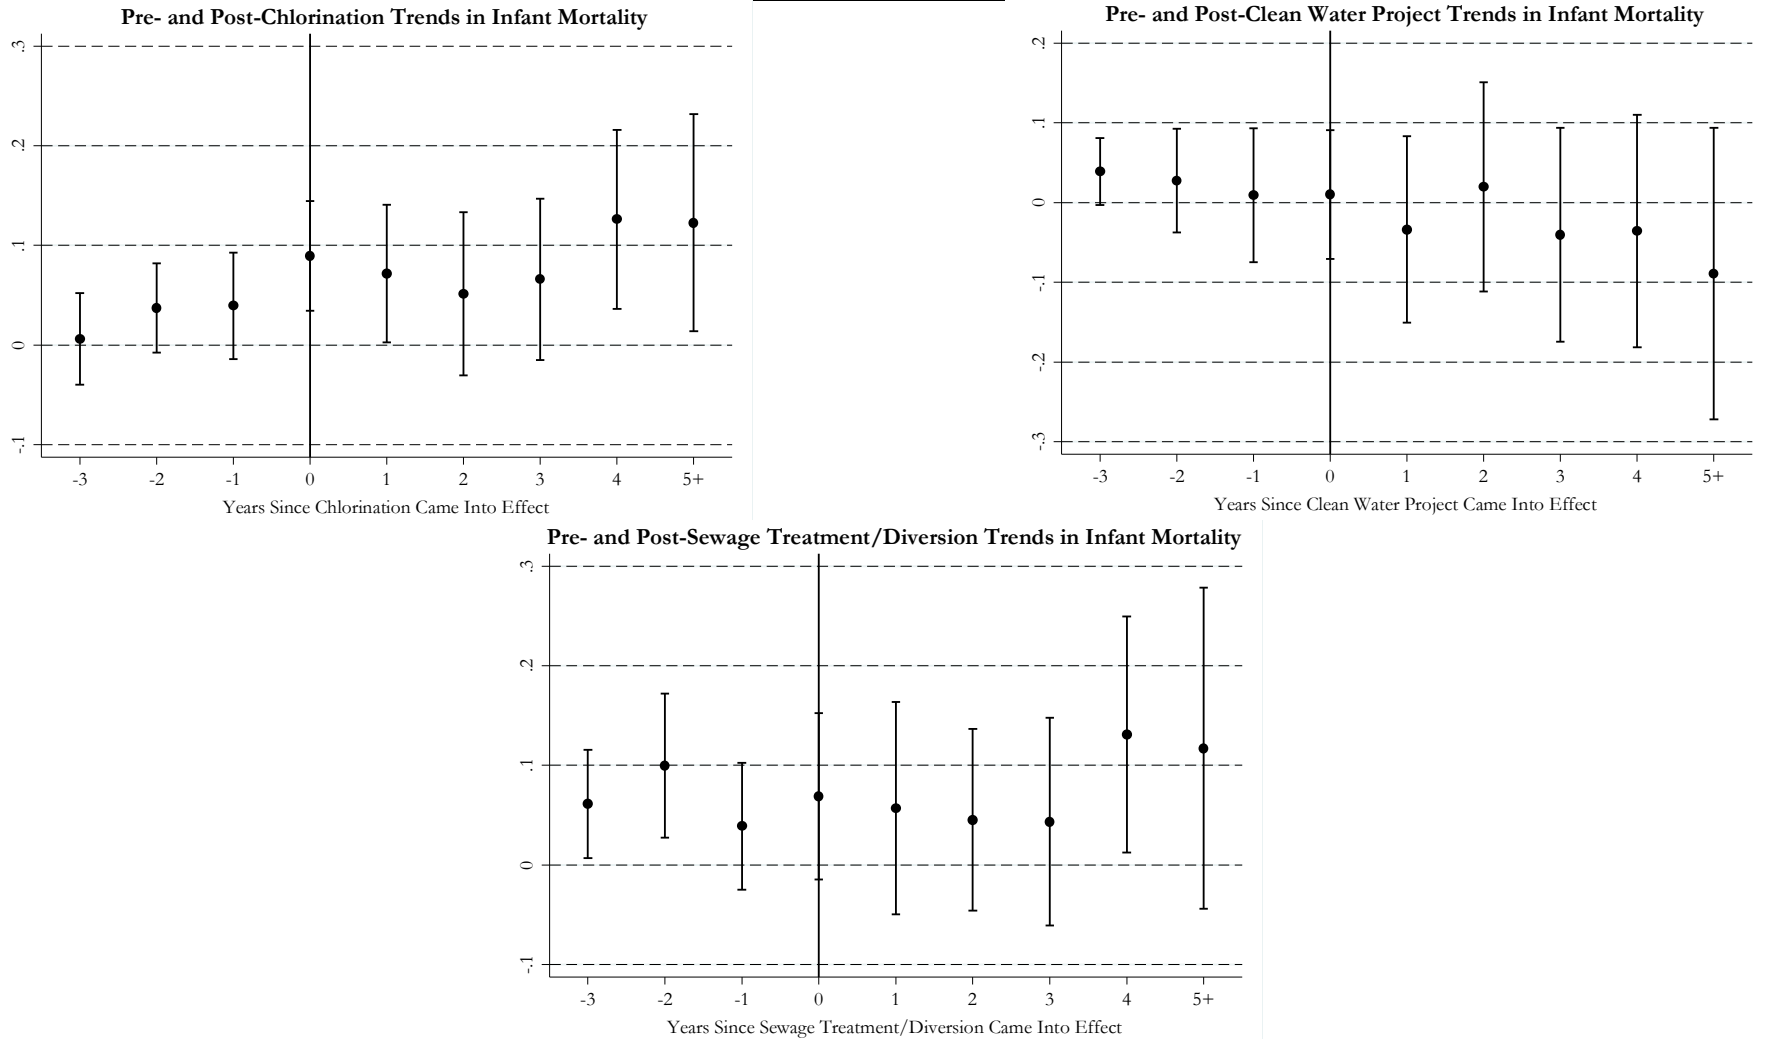 Pre- and Post-Chlorination Trends in Infant Mortality
.3
.2
.1
0
-.1
-3 -2 -1 0 1 2 3 4 5+
Years Since Chlorination Came Into Effect
Pre- and Post-Clean Water Project Trends in Infant Mortality
.2
.1
0
-.1
-.2
-.3
-3 -2 -1 0 1 2 3 4 5+
Years Since Clean Water Project Came Into Effect
Pre- and Post-Sewage Treatment/Diversion Trends in Infant Mortality
.3
.2
.1
0
-.1
-3 -2 -1 0 1 2 3 4 5+
Years Since Sewage Treatment/Diversion Came Into Effect